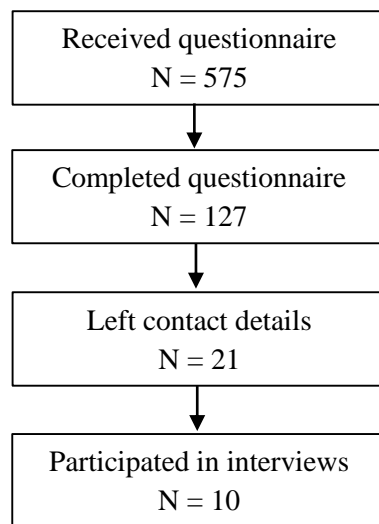 Received questionnaire
N = 575
Completed questionnaire
N = 127
Left contact details
N = 21
Participated in interviews
N = 10